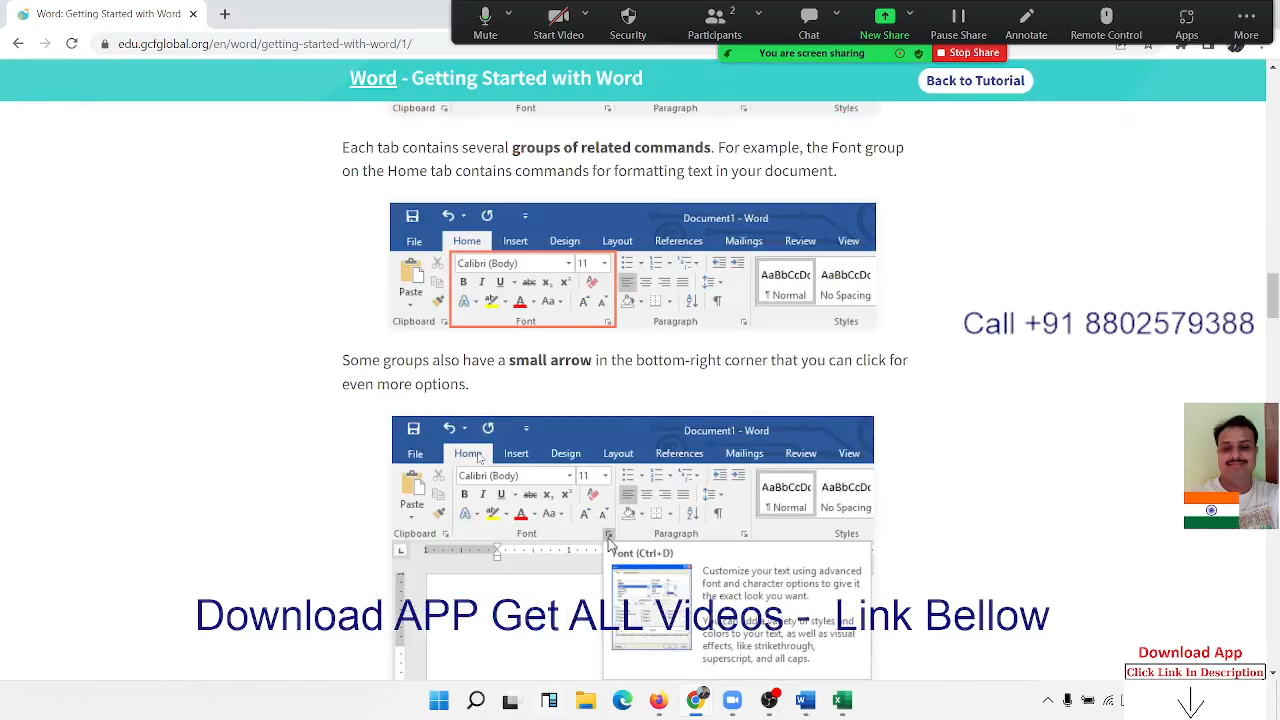 Word: Getting Started with Word
Mute
Start Video
Security
2
Participants
Chat
New Share
Pause Share
Annotate
Remote Control
Apps
More
edu.gcfglobal.org/en/word/getting-started-with-word/1/
You are screen sharing
Stop Share
Word - Getting Started with Word
Back to Tutorial
Clipboard Font Paragraph Styles
Each tab contains several groups of related commands. For example, the Font group
on the Home tab contains commands for formatting text in your document.
Document1 - Word
File Home Insert Design Layout References Mailings Review View
Calibri (Body) 11
AaBbCcDc AaBbCcDc
Paste
¶ Normal No Spacing
Clipboard Font Paragraph Styles
Call +91 8802579388
Some groups also have a small arrow in the bottom-right corner that you can click for
even more options.
Document1 - Word
File Home Insert Design Layout References Mailings Review View
Calibri (Body) 11
AaBbCcDc AaBbCcDc
Paste
¶ Normal No Spacing
Clipboard Font Paragraph Styles
Font (Ctrl+D)
Customize your text using advanced
font and character options to give it
the exact look you want.
You can add a variety of styles and
colors to your text, as well as visual
effects, like strikethrough,
superscript, and all caps.
Download APP Get ALL Videos - Link Bellow
Download App
Click Link In Description